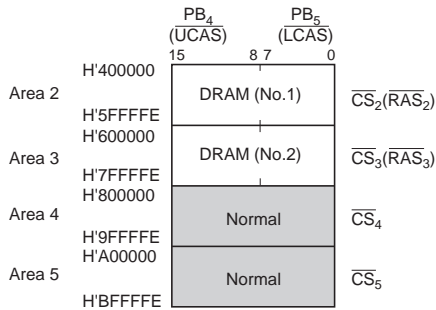 PB4 PB5
(UCAS) (LCAS)
15 8 7 0
H'400000
Area 2 DRAM (No.1) CS2(RAS2)
H'5FFFFE
H'600000
Area 3 DRAM (No.2) CS3(RAS3)
H'7FFFFE
H'800000
Area 4 Normal CS4
H'9FFFFE
H'A00000
Area 5 Normal CS5
H'BFFFFE